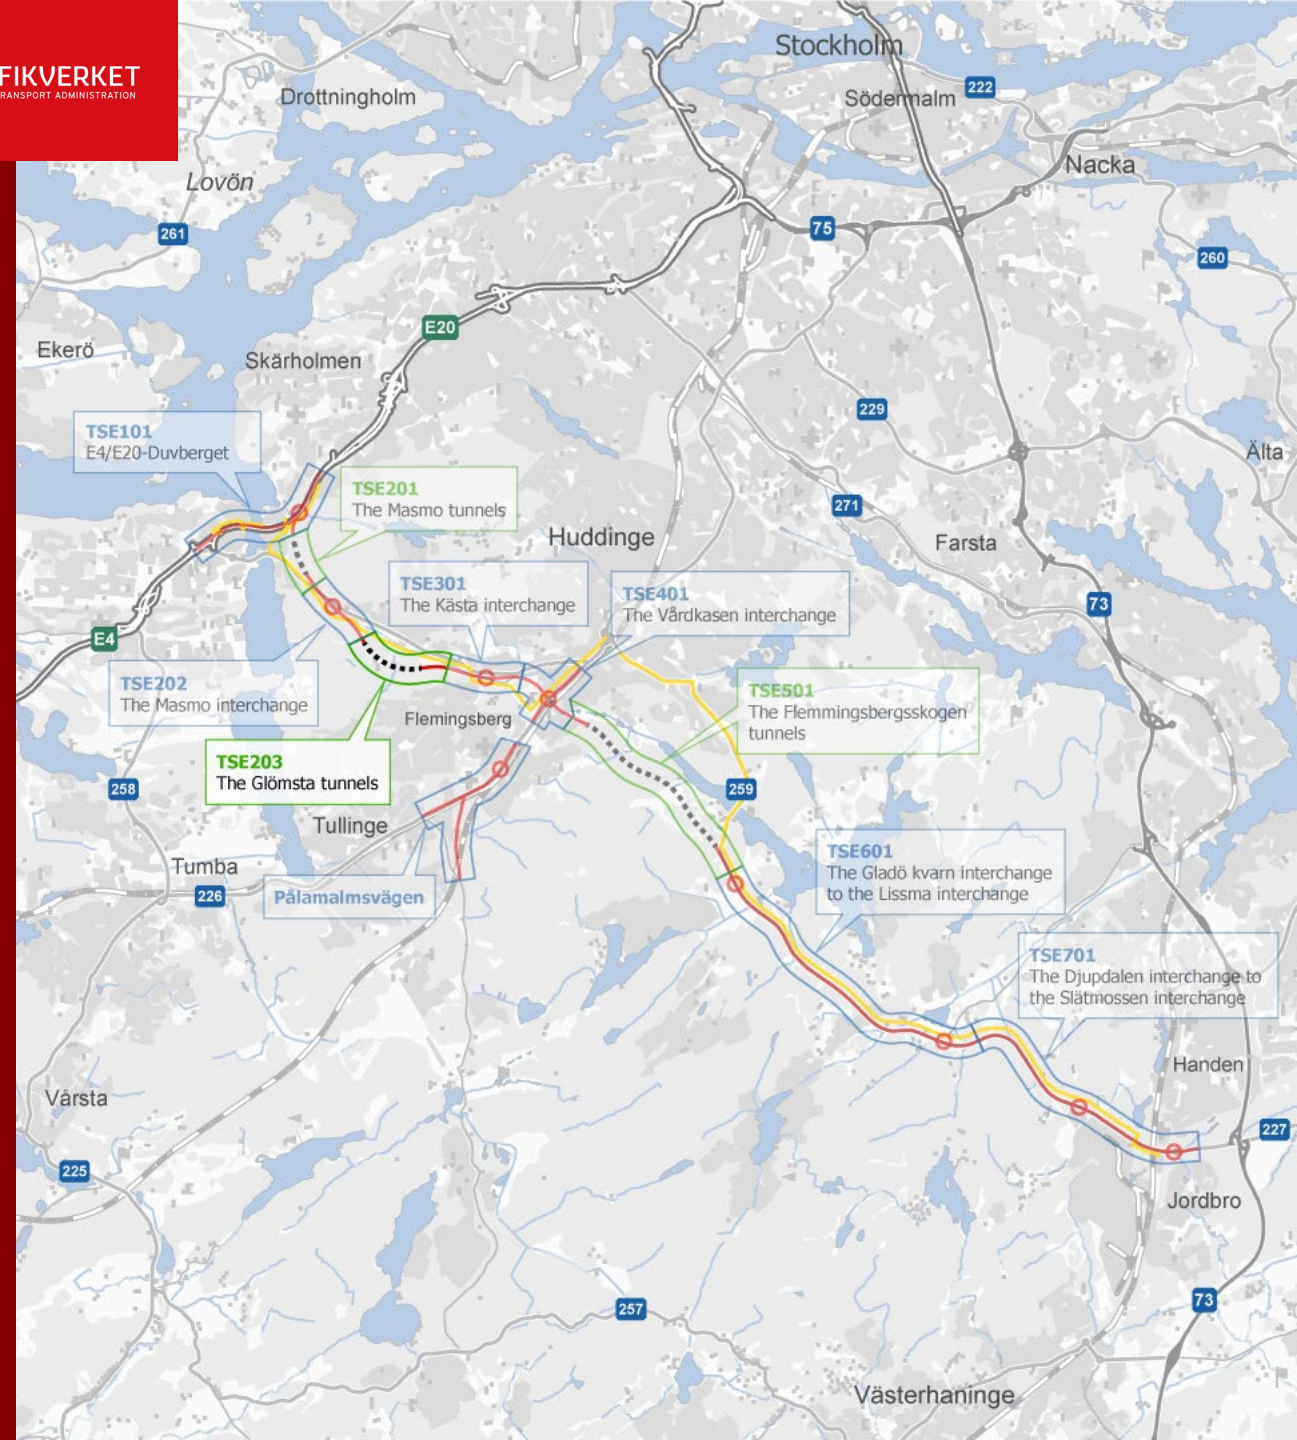 FIKVERKET
RANSPORT ADMINISTRATION
Stockholm
Drottningholm
Södermalm
222
Nacka
Lovön
261
75
260
E20
Ekerö
Skärholmen
229
TSE101
E4/E20-Duvberget
Älta
TSE201
The Masmo tunnels
271
Huddinge
Farsta
TSE301
The Kästa interchange
TSE401
The Vårdkasen interchange
73
E4
TSE202
The Masmo interchange
TSE501
The Flemmingsbergsskogen
tunnels
Flemingsberg
TSE203
The Glömsta tunnels
258
259
Tullinge
TSE601
The Gladö kvarn interchange
to the Lissma interchange
Tumba
226
Pålamalmsvägen
TSE701
The Djupdalen interchange to
the Slätmossen interchange
Handen
Vårsta
227
225
Jordbro
73
257
Västerhaninge